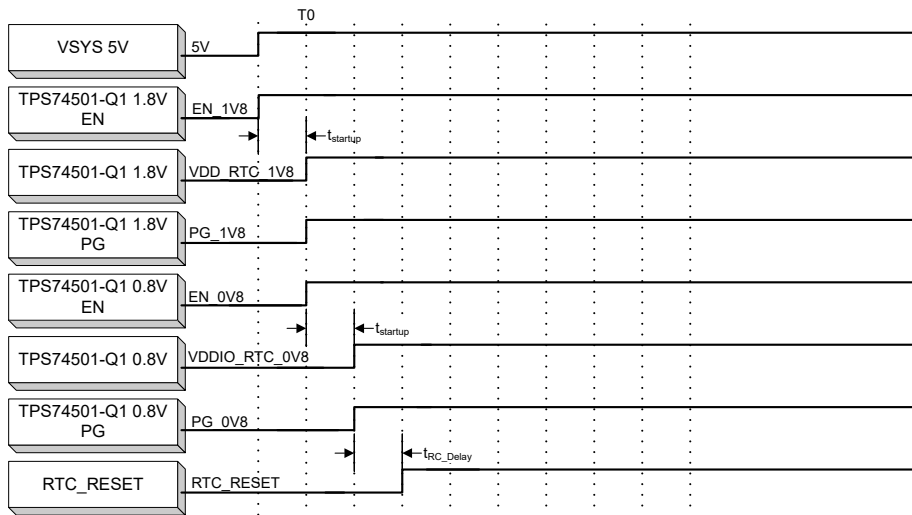 T0
VSYS 5V
5V
TPS74501-Q1 1.8V
EN
EN_1V8
tstartup
TPS74501-Q1 1.8V
VDD_RTC_1V8
TPS74501-Q1 1.8V
PG
PG_1V8
TPS74501-Q1 0.8V
EN
EN_0V8
tstartup
TPS74501-Q1 0.8V
VDDIO_RTC_0V8
TPS74501-Q1 0.8V
PG
PG_0V8
tRC_Delay
RTC_RESET
RTC_RESET